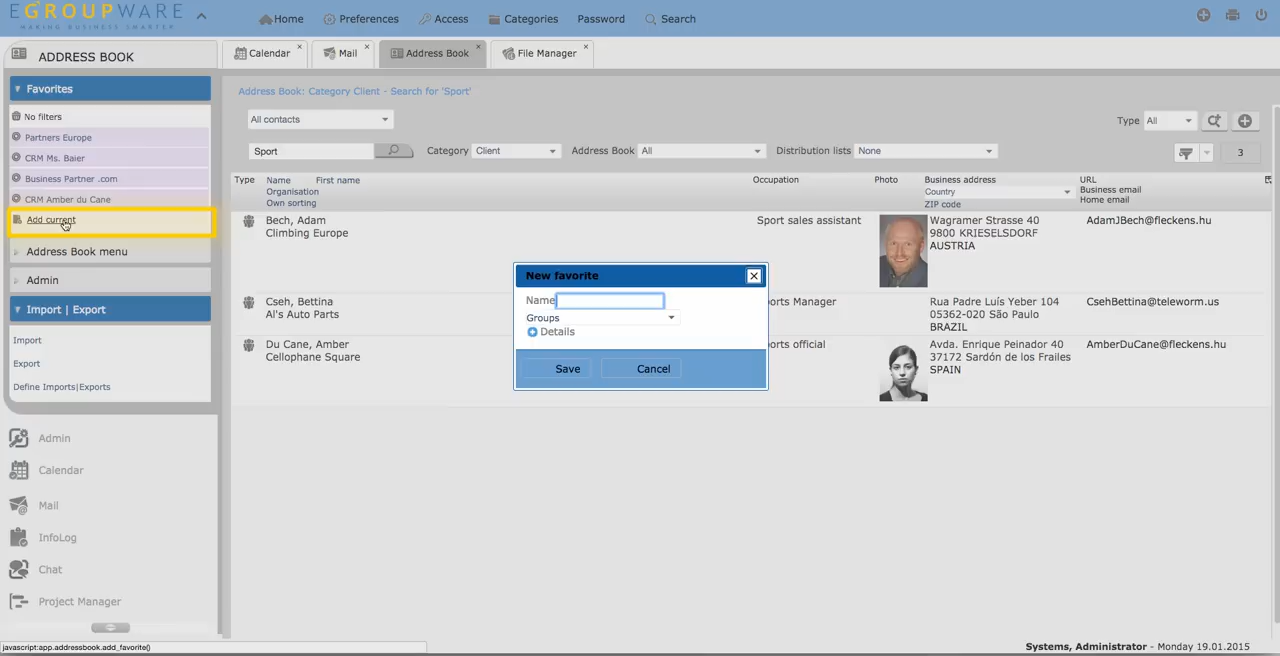 EGROUPWARE
MAKING BUSINESS SMARTER
Home Preferences Access Categories Password Search
ADDRESS BOOK
Calendar Mail Address Book File Manager
Favorites
No filters
Partners Europe
CRM Ms. Baier
Business Partner .com
CRM Amber du Cane
Add current
Address Book menu
Admin
Import | Export
Import
Export
Define Imports|Exports
Admin
Calendar
Mail
InfoLog
Chat
Project Manager
Address Book: Category Client - Search for 'Sport'
All contacts
Type All
Sport Category Client Address Book All Distribution lists None 3
Type Name First name Occupation Photo Business address URL
Organisation Country Business email
Own sorting ZIP code Home email
Bech, Adam Sport sales assistant Wagramer Strasse 40 AdamJBech@fleckens.hu
Climbing Europe 9800 KRIESELSDORF
AUSTRIA
Cseh, Bettina ports Manager Rua Padre Luís Yeber 104 CsehBettina@teleworm.us
Al's Auto Parts 05362-020 São Paulo
BRAZIL
Du Cane, Amber ports official Avda. Enrique Peinador 40 AmberDuCane@fleckens.hu
Cellophane Square 37172 Sardón de los Frailes
SPAIN
New favorite
Name
Groups
Details
Save Cancel
javascript:app.addressbook.add_favorite()
Systems, Administrator - Monday 19.01.2015